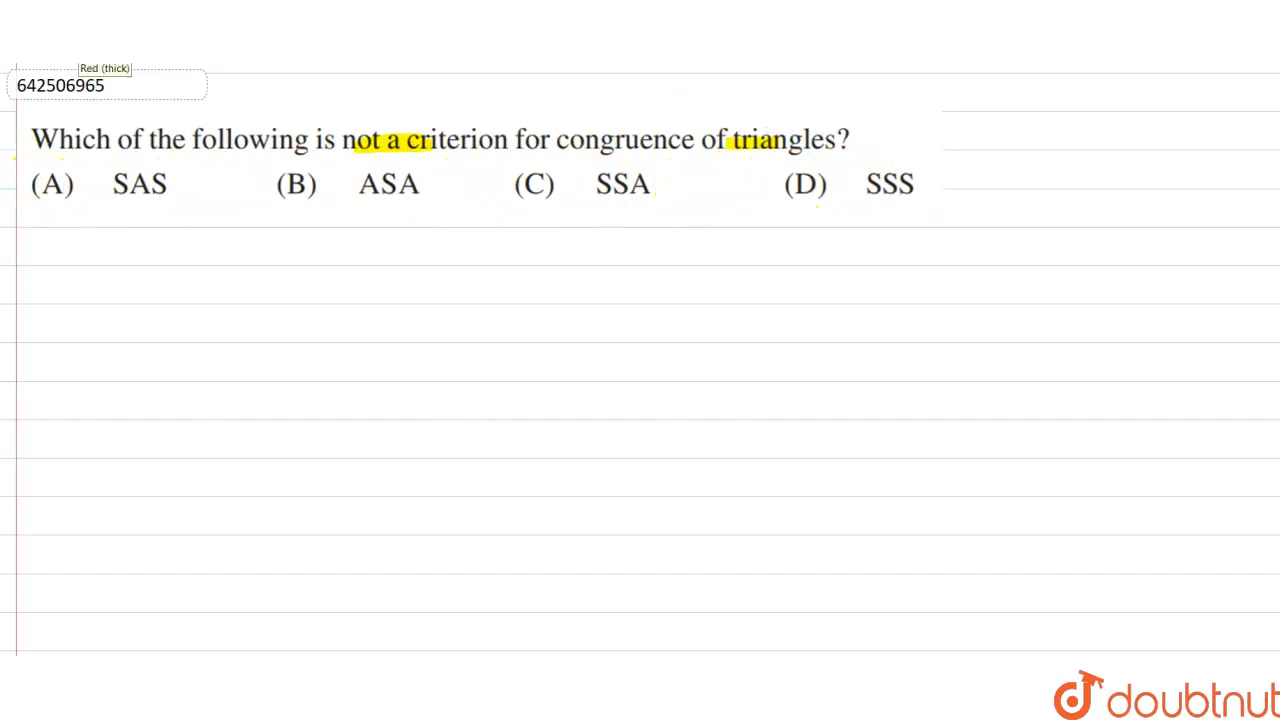 Red (thick)
642506965
Which of the following is not a criterion for congruence of triangles?
(A) SAS (B) ASA (C) SSA (D) SSS
doubtnut